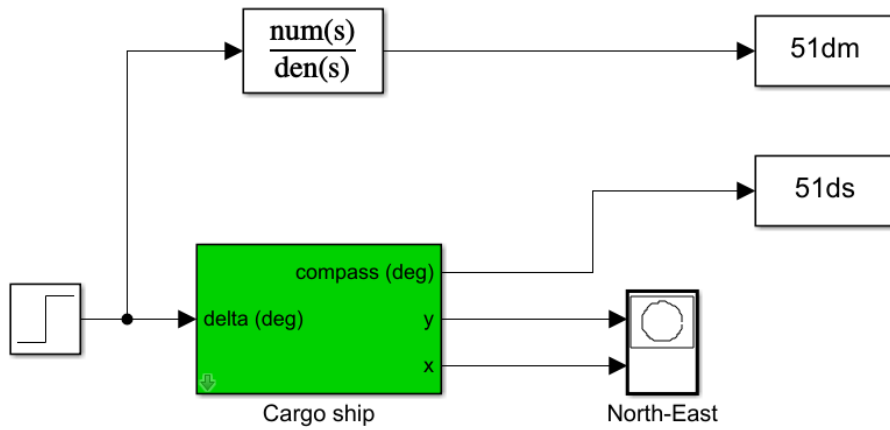 num(s)
den(s)
51dm
51ds
compass (deg)
delta (deg)
y
x
Cargo ship
North-East